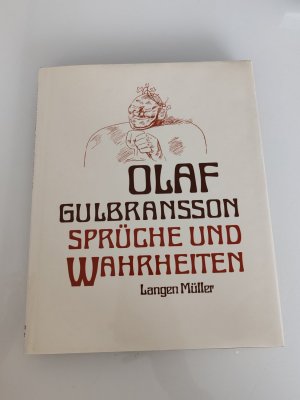 OLAF
GULBRANSSON
SPRÜCHE UND
WAHRHEITEN
Langen Müller